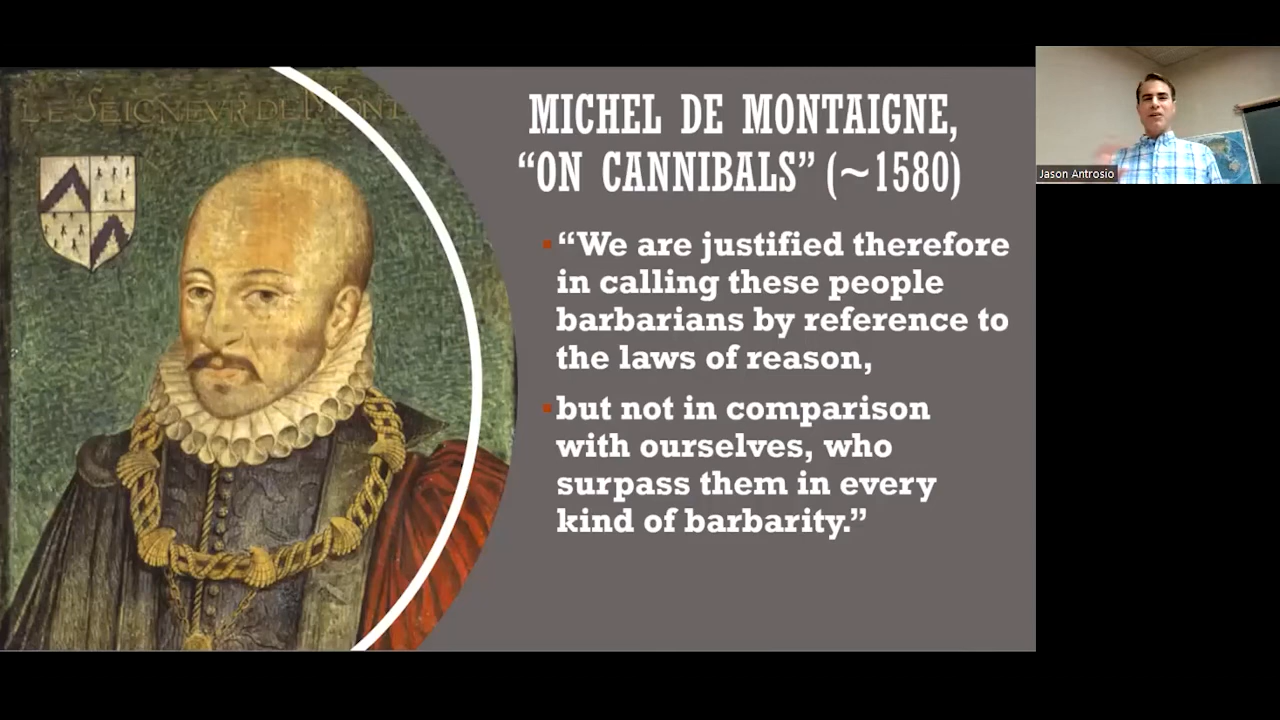 LE SEIGNEVR DE MONT
MICHEL DE MONTAIGNE,
“ON CANNIBALS” (~1580)
“We are justified therefore
in calling these people
barbarians by reference to
the laws of reason,
but not in comparison
with ourselves, who
surpass them in every
kind of barbarity.”
Jason Antrosio